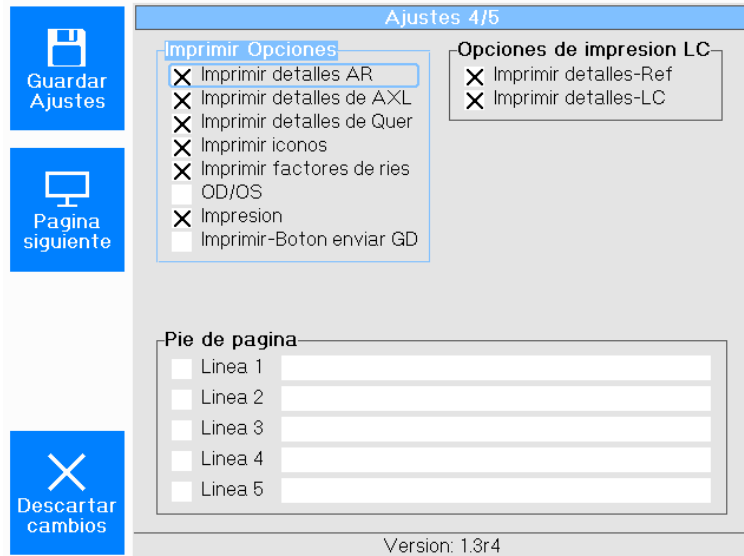 Ajustes 4/5
Guardar
Ajustes
Pagina
siguiente
Descartar
cambios
Imprimir Opciones
Imprimir detalles AR
Imprimir detalles de AXL
Imprimir detalles de Quer
Imprimir iconos
Imprimir factores de ries
OD/OS
Impresion
Imprimir-Boton enviar GD
Opciones de impresion LC
Imprimir detalles-Ref
Imprimir detalles-LC
Pie de pagina
Linea 1
Linea 2
Linea 3
Linea 4
Linea 5
Version: 1.3r4